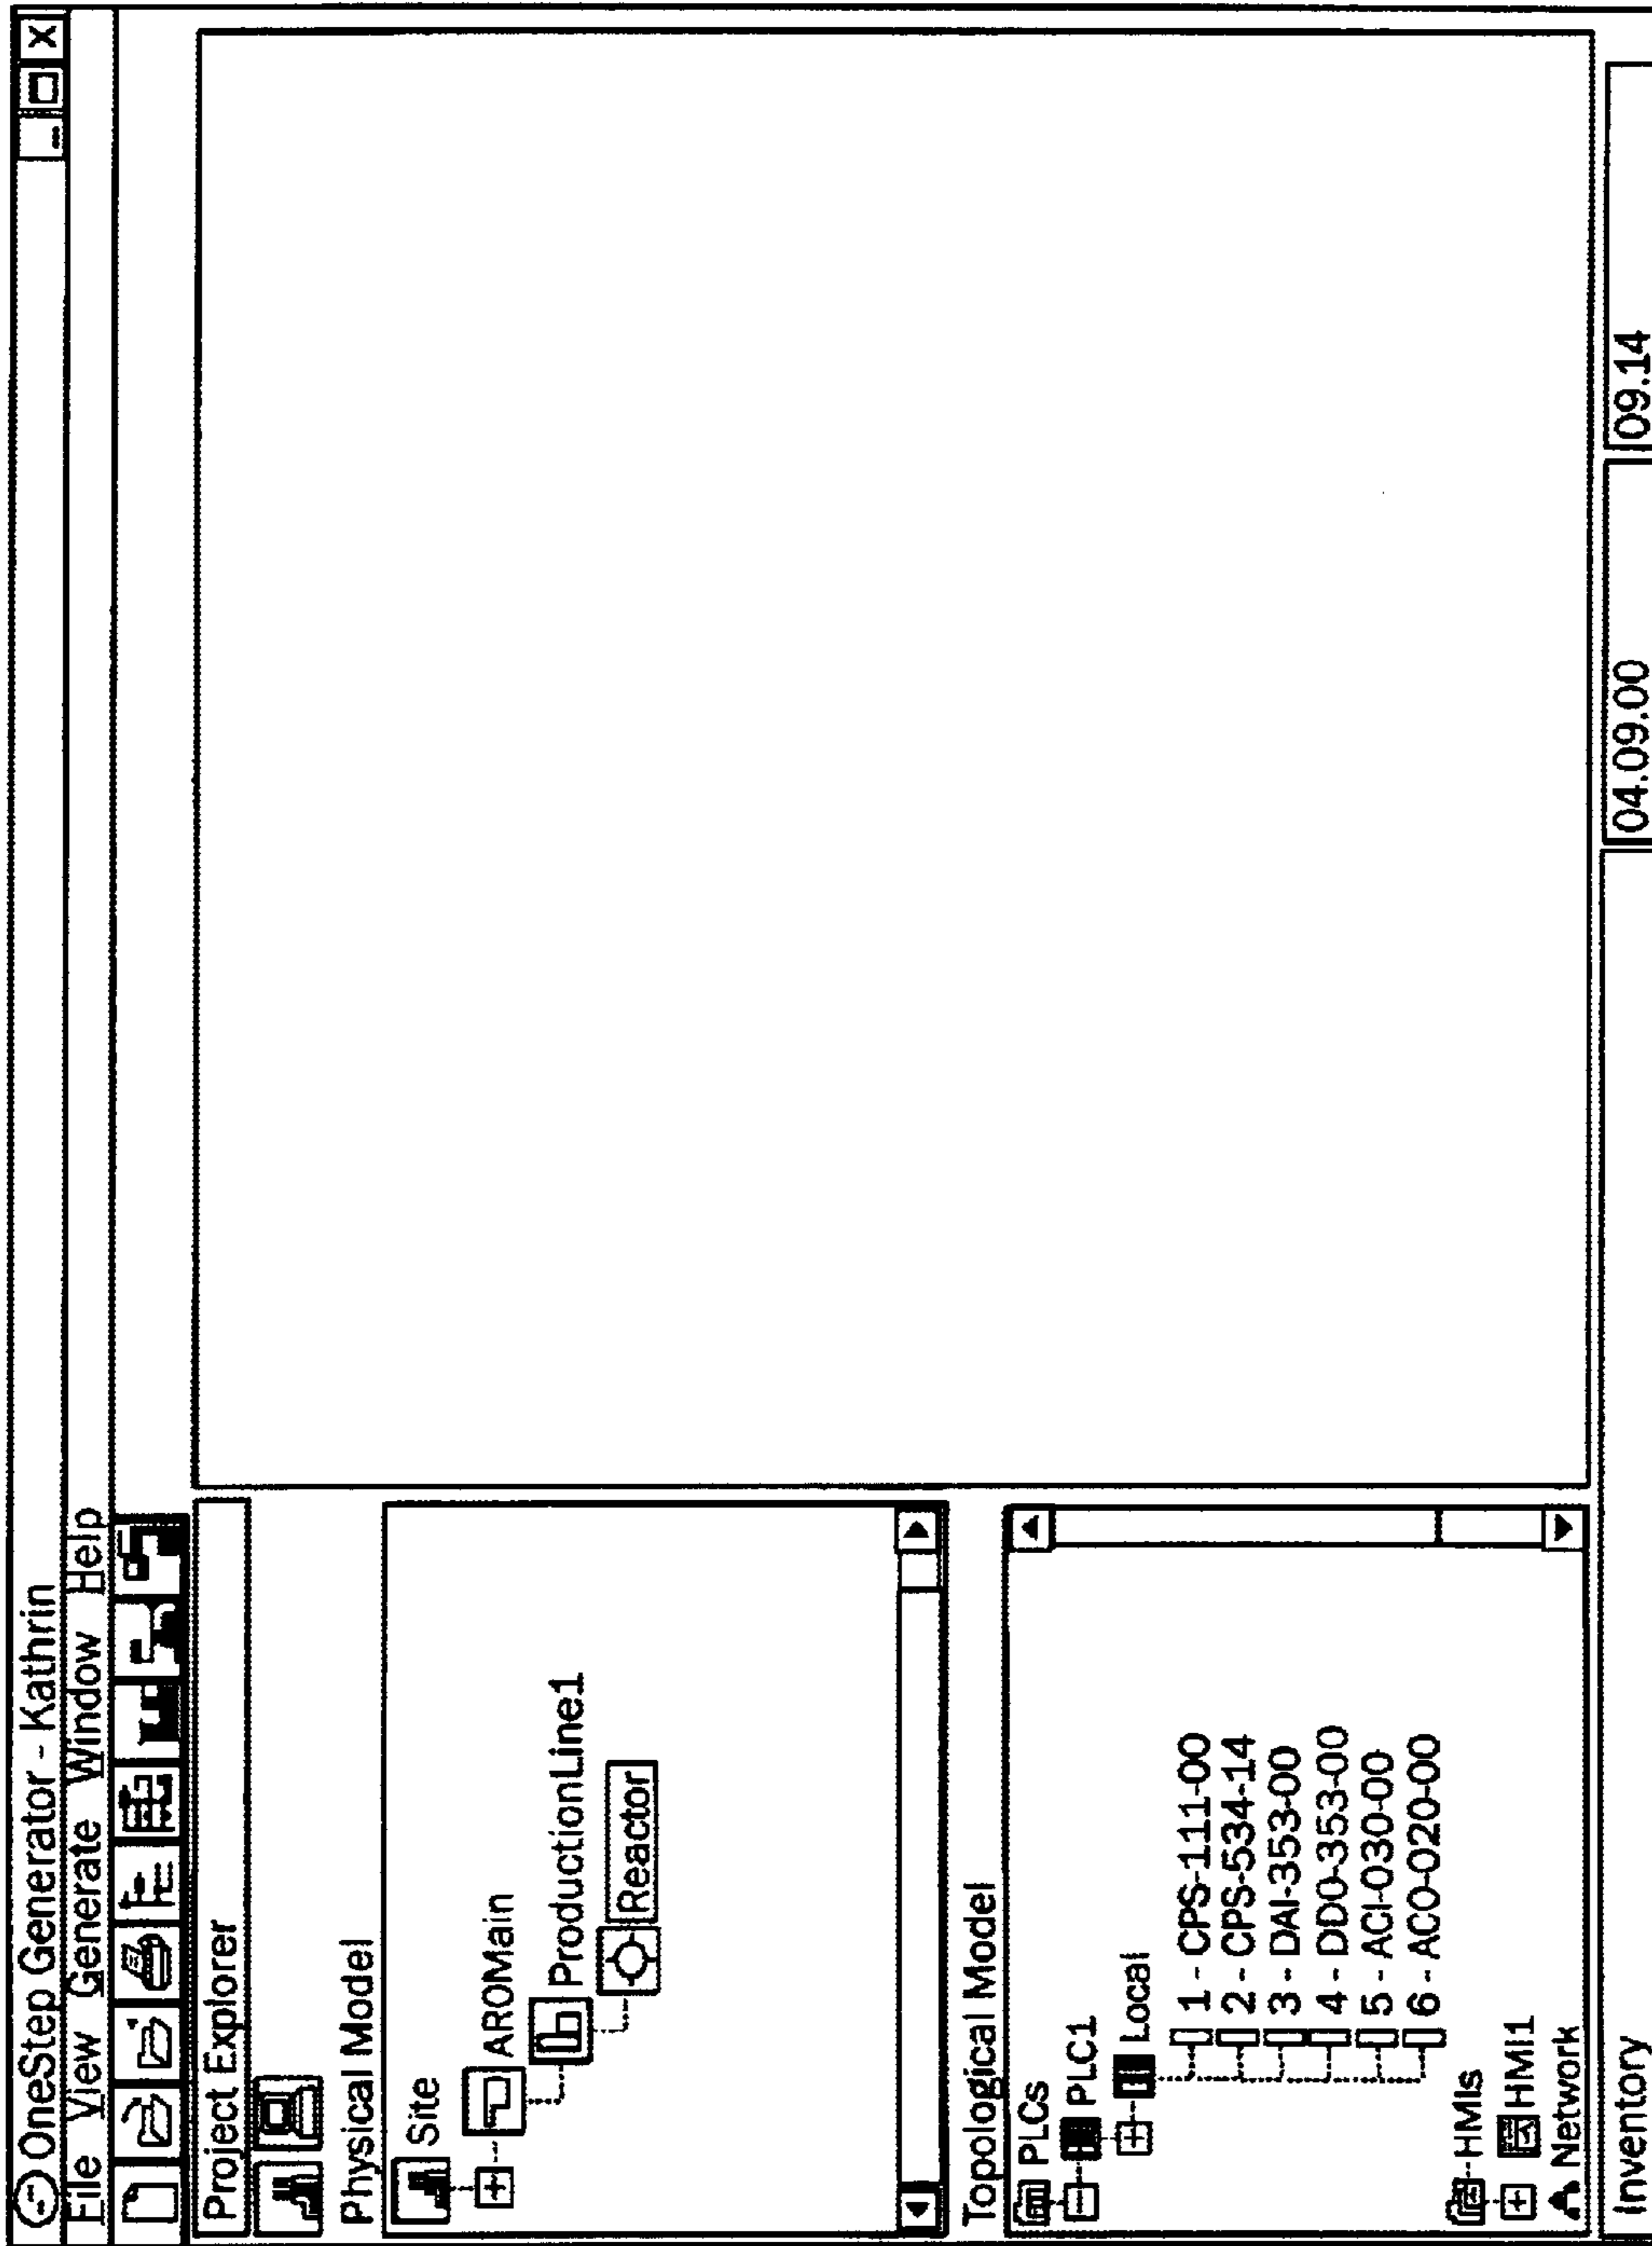 OneStep Generator - Kathrin
File View Generate Window Help
Project Explorer
Physical Model
Site
AROMain
ProductionLine1
Reactor
Topological Model
PLCs
PLC1
Local
1 - CPS-111-00
2 - CPS-534-14
3 - DAI-353-00
4 - DDO-353-00
5 - ACI-030-00
6 - ACO-020-00
HMIs
HMI1
Network
Inventory
04.09.00
09.14